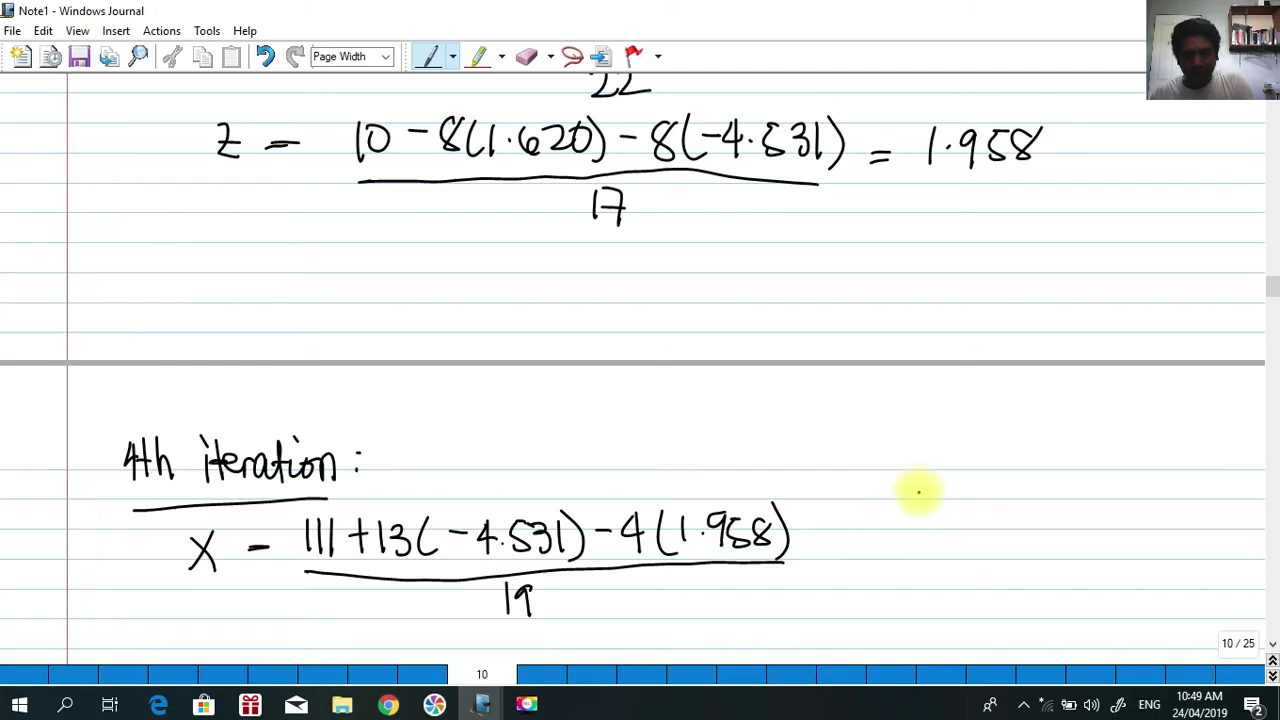 Note1 - Windows Journal
File Edit View Insert Actions Tools Help
Page Width
22
Z = 10 - 8(1.620) - 8(-4.531) = 1.958
17
4th iteration:
X = 111 + 13(-4.531) - 4(1.958)
19
10 / 25
10
ENG
10:49 AM
24/04/2019
2